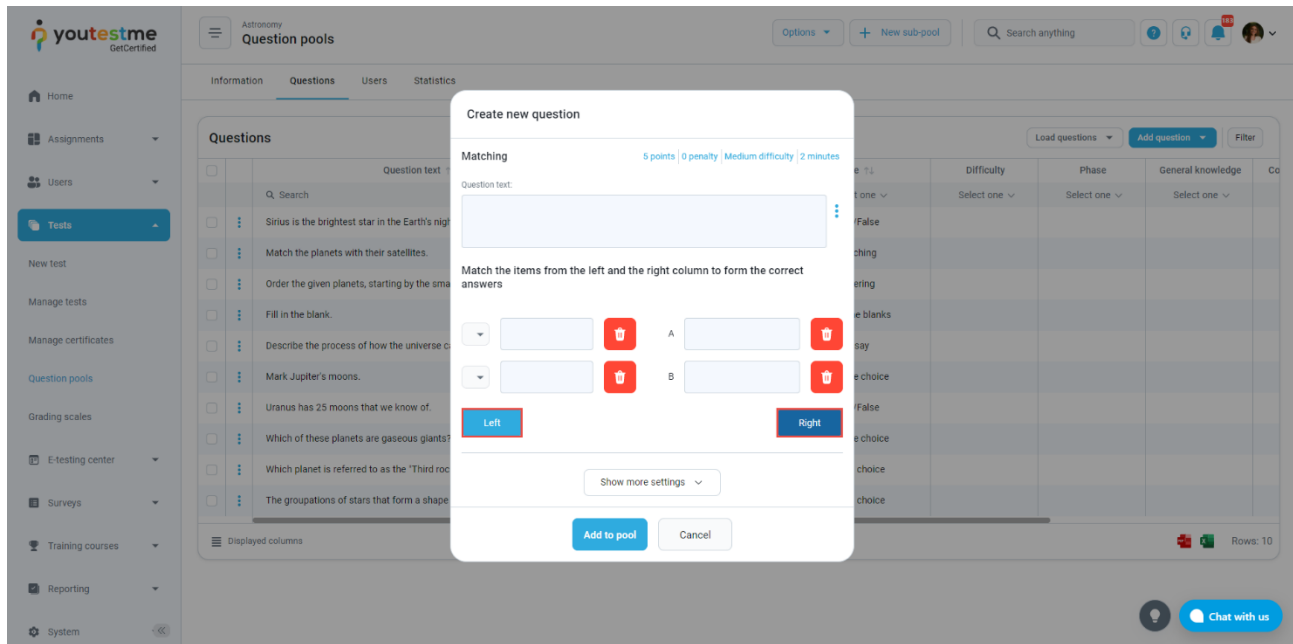 youtestme
GetCertified
Astronomy
Question pools
Options
New sub-pool
Search anything
183
Home
Assignments
Users
Tests
New test
Manage tests
Manage certificates
Question pools
Grading scales
E-testing center
Surveys
Training courses
Reporting
System
Information Questions Users Statistics
Questions
Load questions
Add question
Filter
Question text
Difficulty Phase General knowledge
Search
Select one Select one Select one
Sirius is the brightest star in the Earth's
Match the planets with their satellites.
Order the given planets, starting by the
Fill in the blank.
Describe the process of how the universe
Mark Jupiter's moons.
Uranus has 25 moons that we know of.
Which of these planets are gaseous giants?
Which planet is referred to as the "Third
The groupations of stars that form a shape
one
False
blanks
choice
False
choice
choice
choice
Displayed columns
Rows: 10
Create new question
Matching
5 points 0 penalty Medium difficulty 2 minutes
Question text:
Match the items from the left and the right column to form the correct
answers
A
B
Left
Right
Show more settings
Add to pool
Cancel
Chat with us